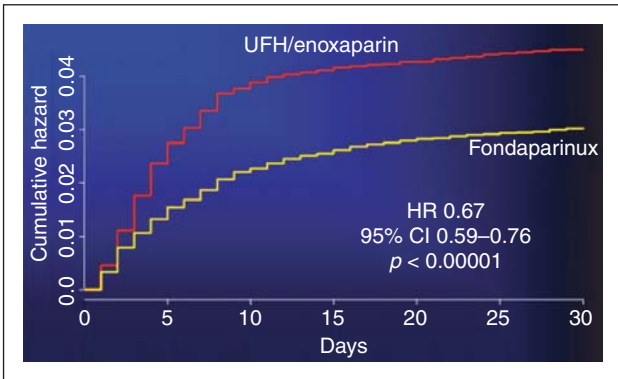 UFH/enoxaparin
Cumulative hazard
0.04
0.03
0.02
0.01
0.0
Fondaparinux
HR 0.67
95% CI 0.59–0.76
p < 0.00001
0 5 10 15 20 25 30
Days